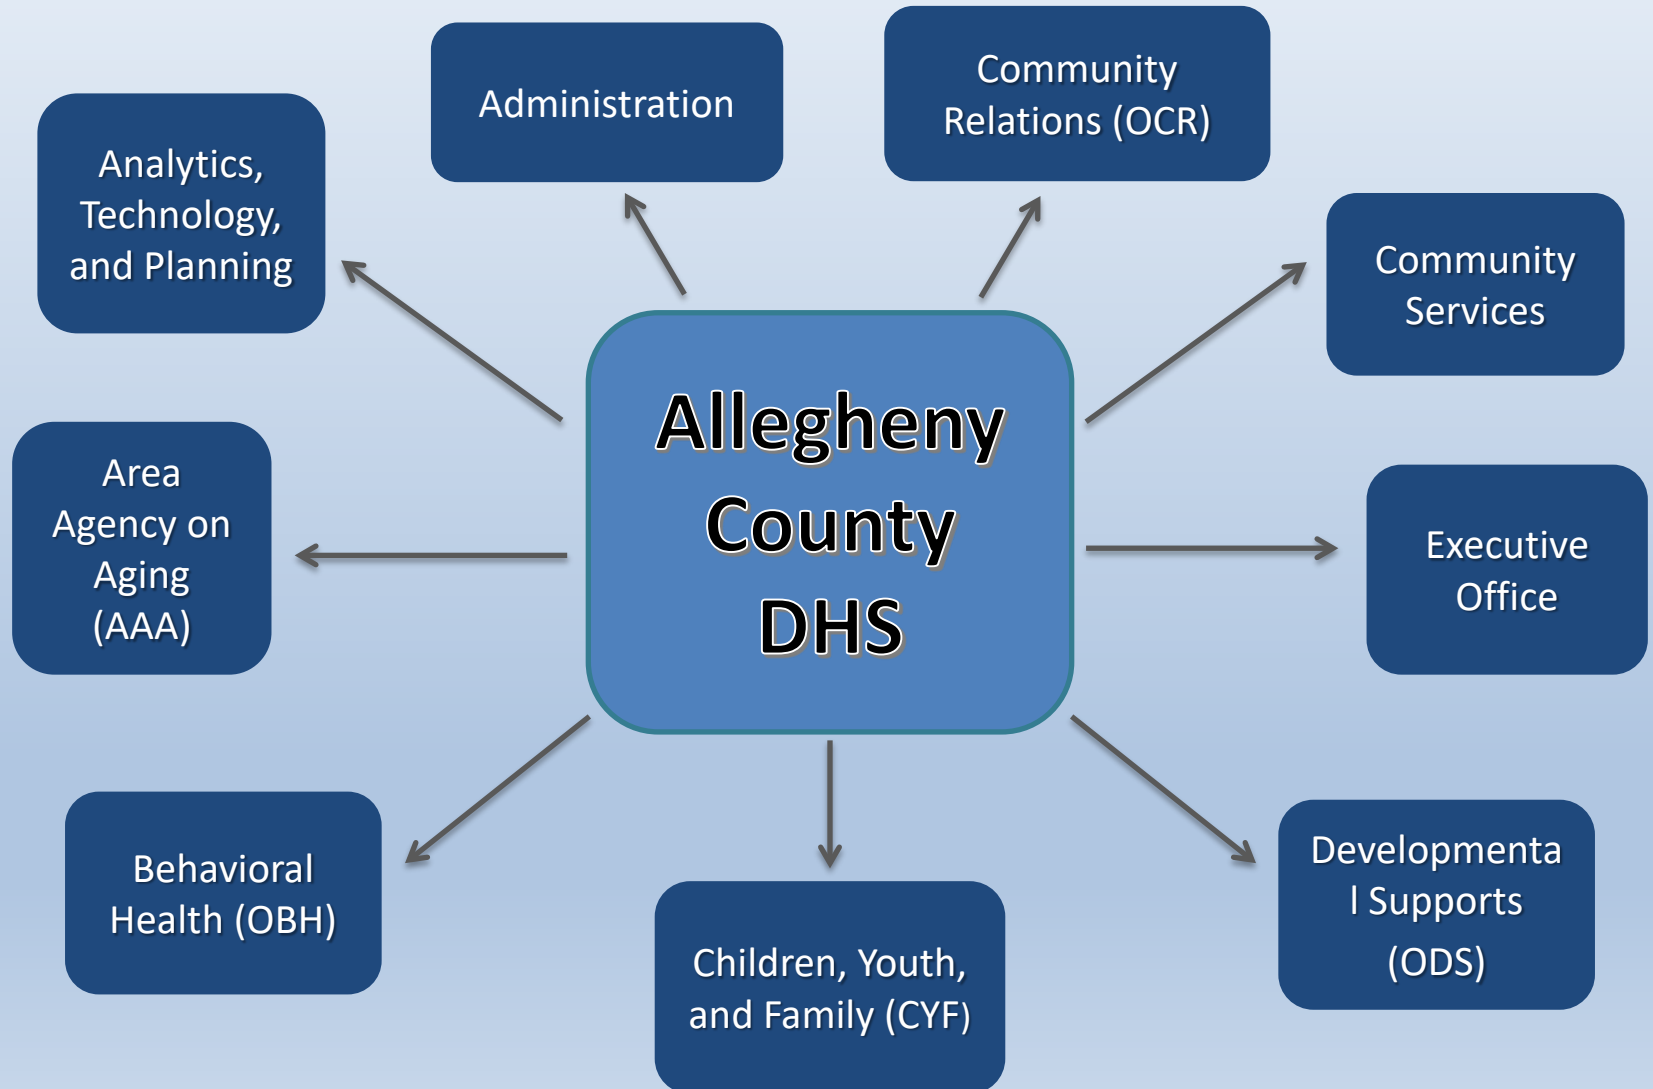 Administration
Community
Relations (OCR)
Analytics,
Technology,
and Planning
Community
Services
Allegheny
County
DHS
Area
Agency on
Aging
(AAA)
Executive
Office
Behavioral
Health (OBH)
Children, Youth,
and Family (CYF)
Developmenta
l Supports
(ODS)